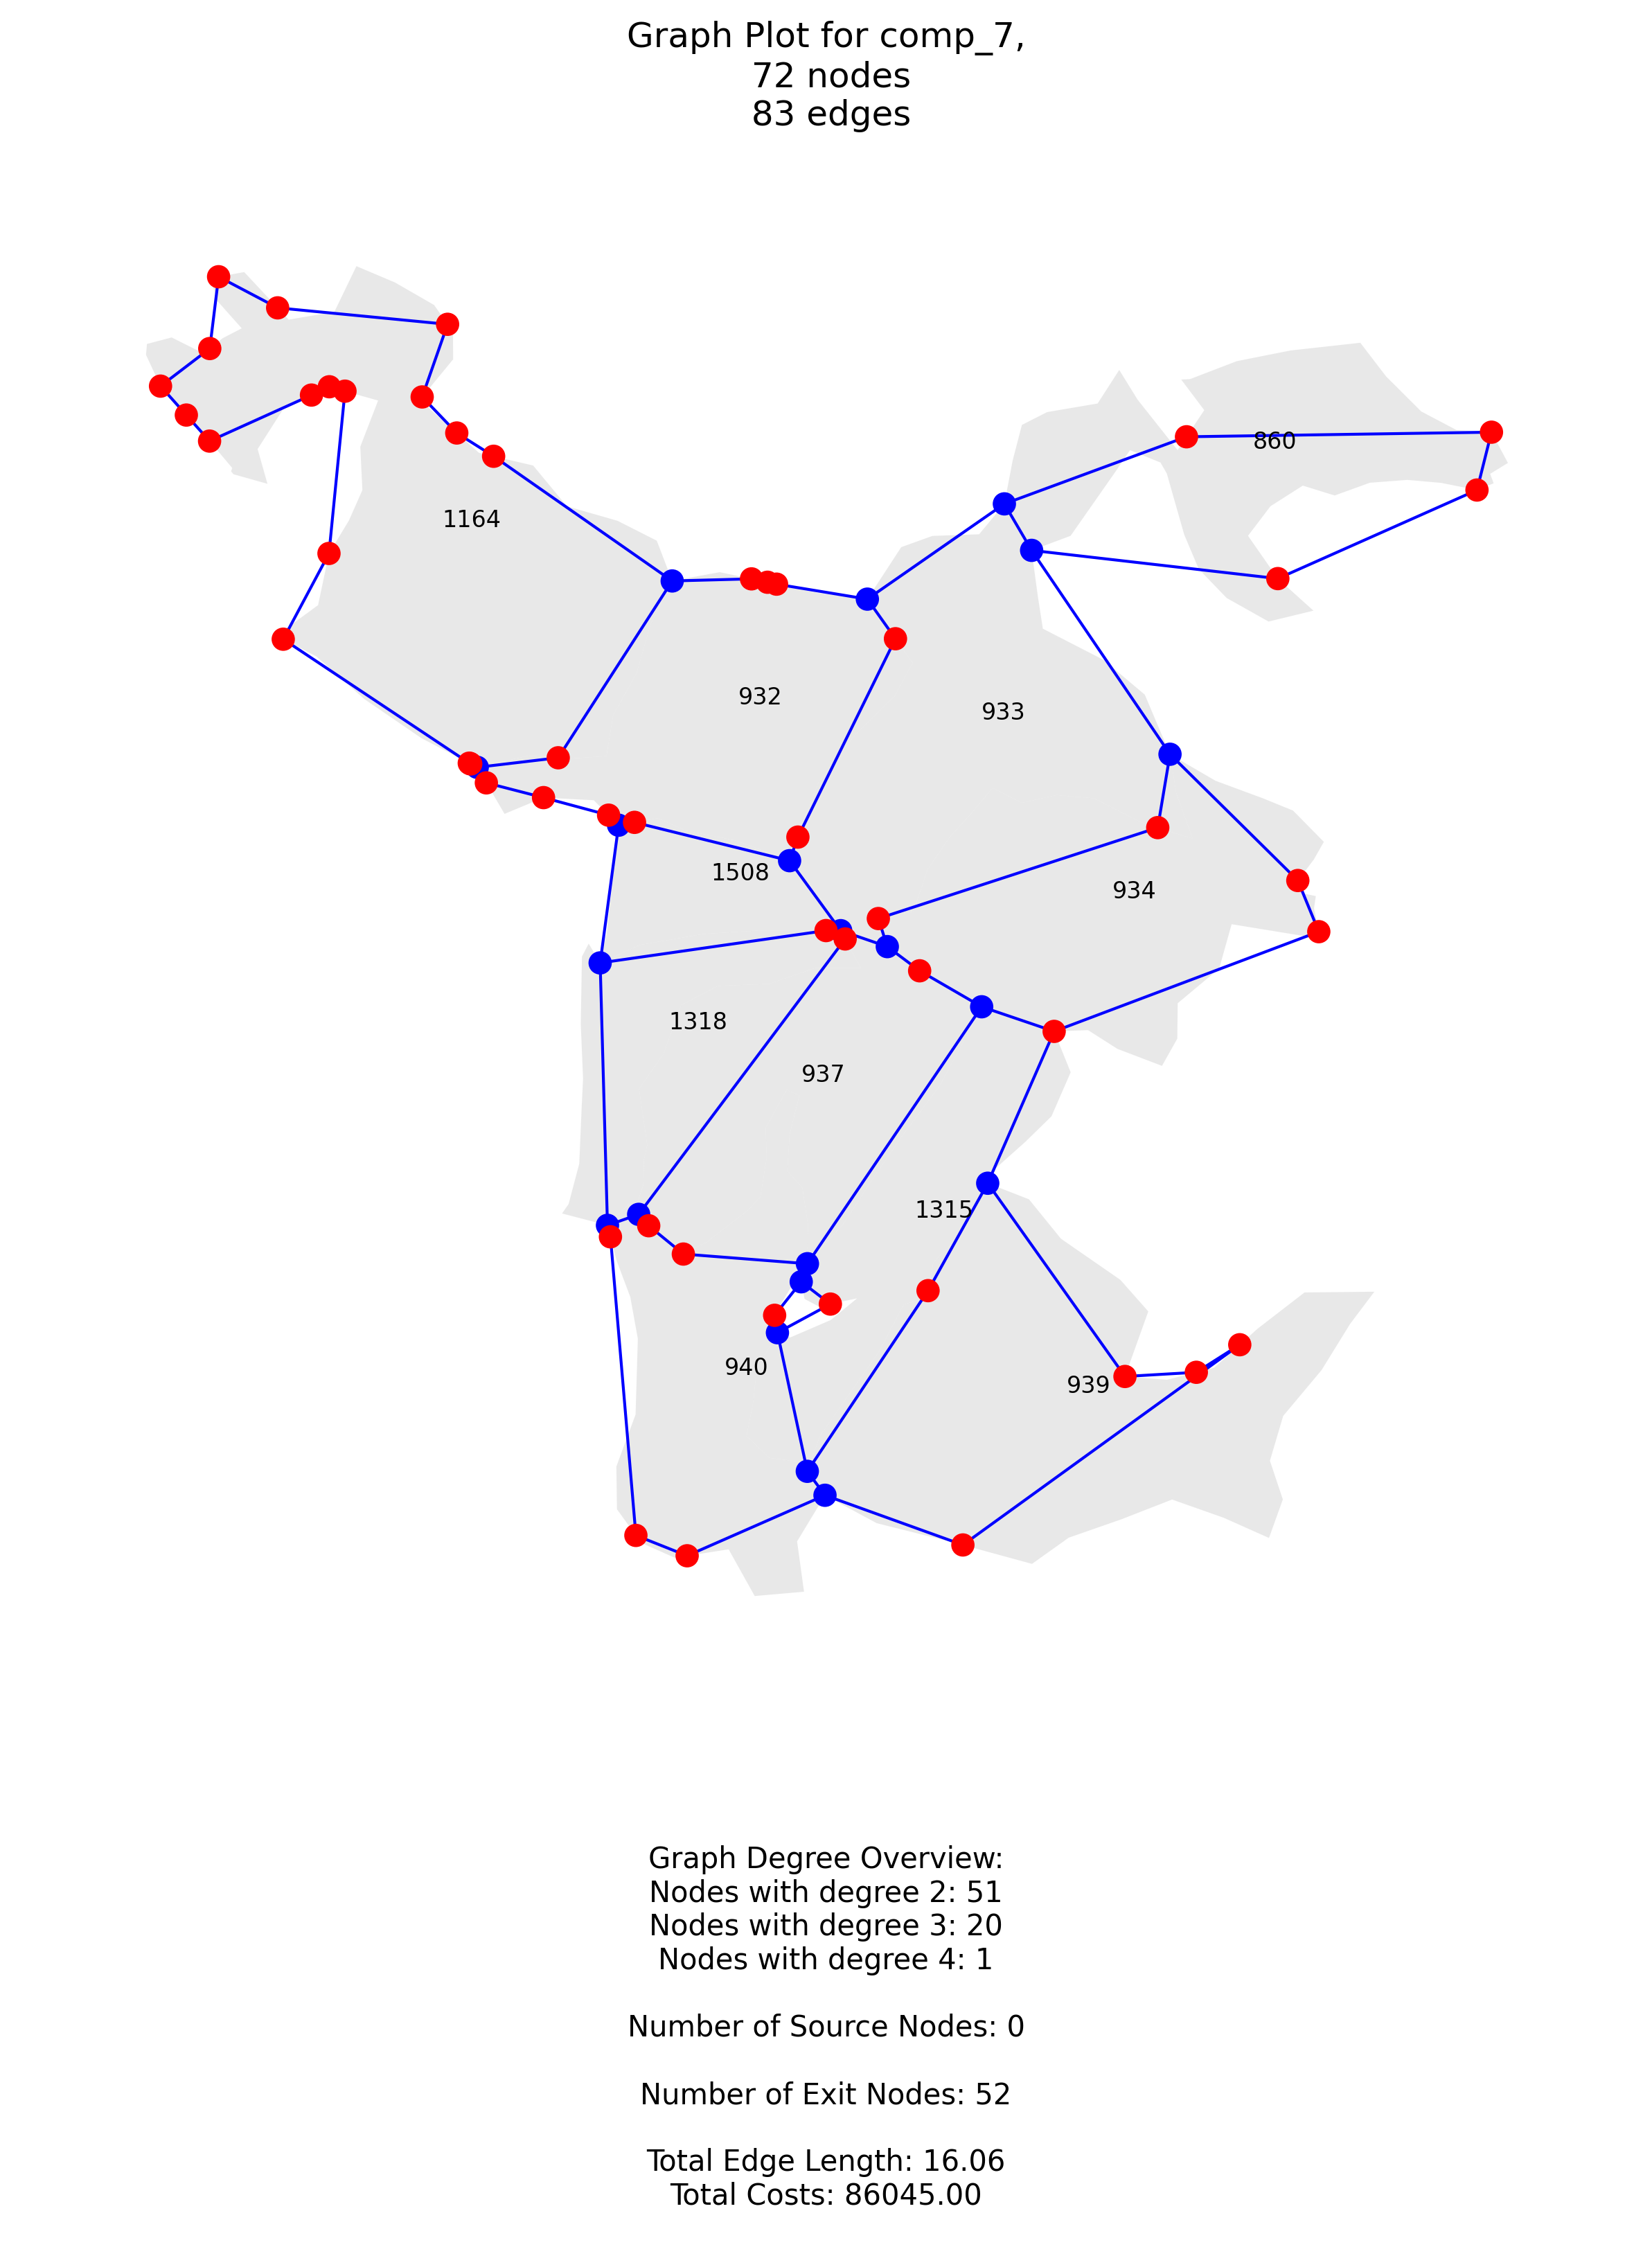 Graph Plot for comp_7,
72 nodes
83 edges
860
1164
932
933
1508
934
1318
937
1315
940
939
Graph Degree Overview:
Nodes with degree 2: 51
Nodes with degree 3: 20
Nodes with degree 4: 1
Number of Source Nodes: 0
Number of Exit Nodes: 52
Total Edge Length: 16.06
Total Costs: 86045.00